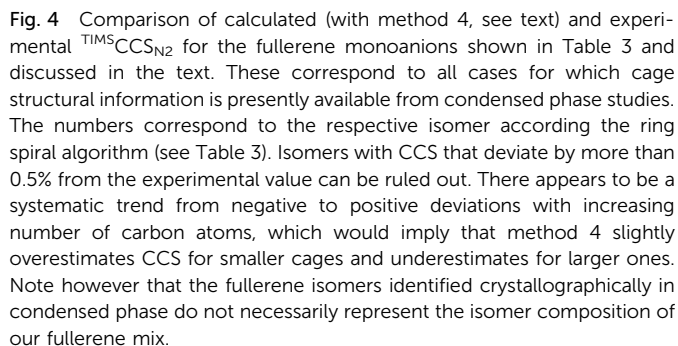 Fig. 4 Comparison of calculated (with method 4, see text) and experi-
mental TIMSCCSN2 for the fullerene monoanions shown in Table 3 and
discussed in the text. These correspond to all cases for which cage
structural information is presently available from condensed phase studies.
The numbers correspond to the respective isomer according the ring
spiral algorithm (see Table 3). Isomers with CCS that deviate by more than
0.5% from the experimental value can be ruled out. There appears to be a
systematic trend from negative to positive deviations with increasing
number of carbon atoms, which would imply that method 4 slightly
overestimates CCS for smaller cages and underestimates for larger ones.
Note however that the fullerene isomers identified crystallographically in
condensed phase do not necessarily represent the isomer composition of
our fullerene mix.